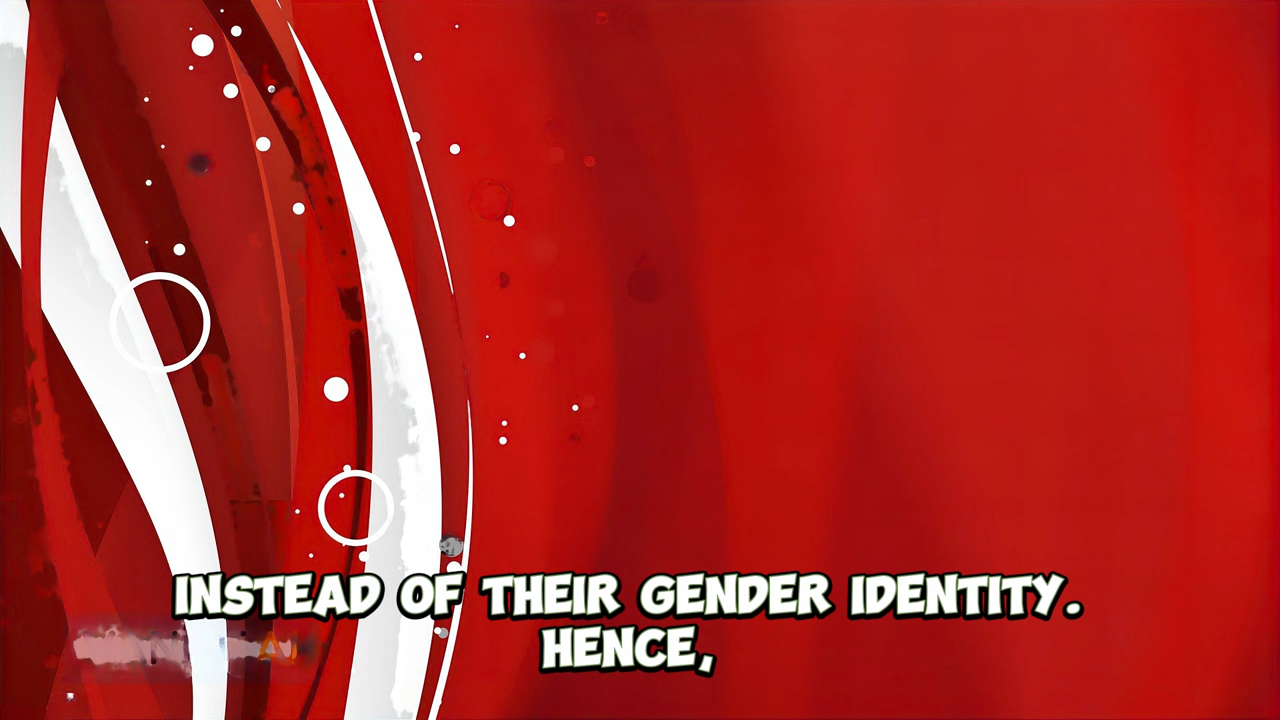 INSTEAD OF THEIR GENDER IDENTITY.
HENCE,